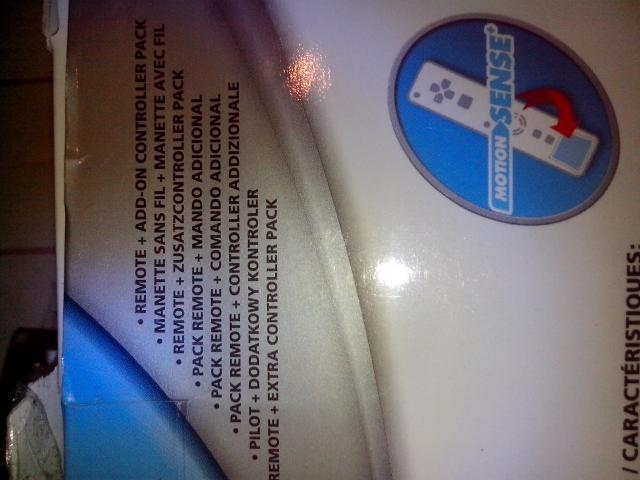 • REMOTE + ADD-ON CONTROLLER PACK
• MANETTE SANS FIL + MANETTE AVEC FIL
• REMOTE + ZUSATZCONTROLLER PACK
• PACK REMOTE + MANDO ADICIONAL
• PACK REMOTE + COMANDO ADICIONAL
• PACK REMOTE + CONTROLLER ADDIZIONALE
• PILOT + DODATKOWY KONTROLER
REMOTE + EXTRA CONTROLLER PACK
MOTION SENSE+
/ CARACTÉRISTIQUES: